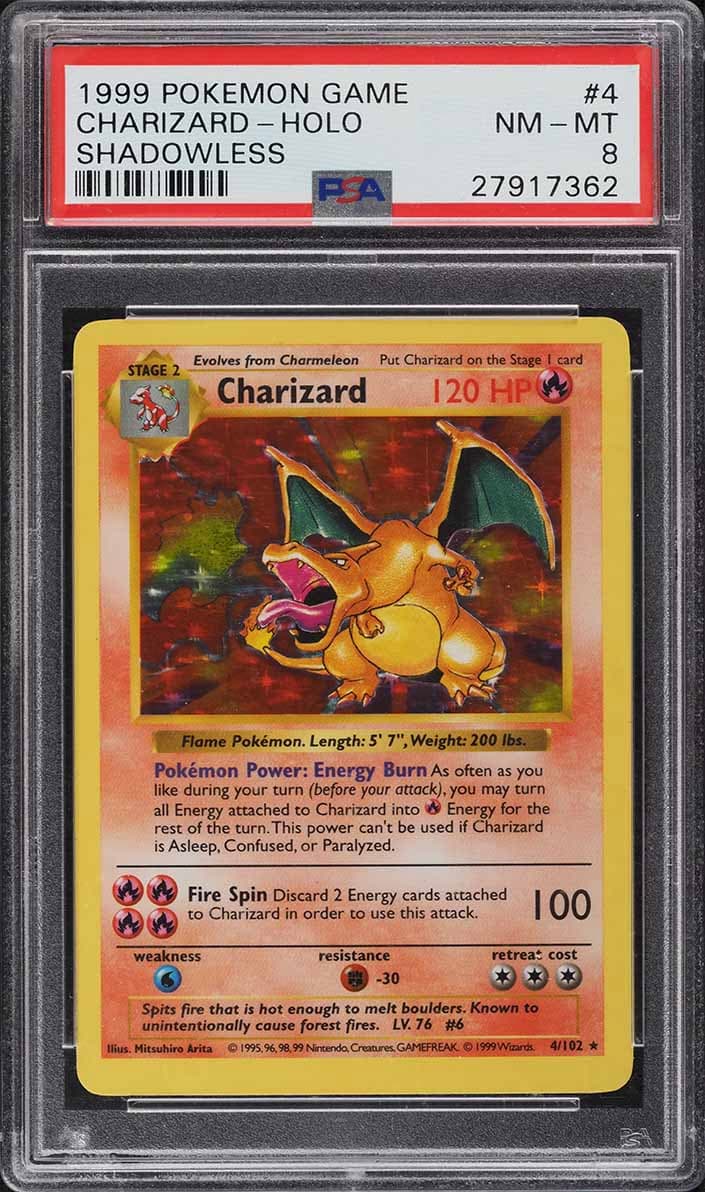 1999 POKEMON GAME #4
CHARIZARD – HOLO NM – MT
SHADOWLESS 8
PSA 27917362
Evolves from Charmeleon Put Charizard on the Stage 1 card
STAGE 2
Charizard 120 HP
Flame Pokémon. Length: 5' 7", Weight: 200 lbs.
Pokémon Power: Energy Burn As often as you
like during your turn (before your attack), you may turn
all Energy attached to Charizard into Energy for the
rest of the turn. This power can't be used if Charizard
is Asleep, Confused, or Paralyzed.
Fire Spin Discard 2 Energy cards attached
to Charizard in order to use this attack. 100
weakness resistance retreat cost
-30
Spits fire that is hot enough to melt boulders. Known to
unintentionally cause forest fires. LV. 76 #6
Illus. Mitsuhiro Arita © 1995, 96, 98, 99 Nintendo, Creatures, GAMEFREAK. © 1999 Wizards. 4/102 ★
PSA